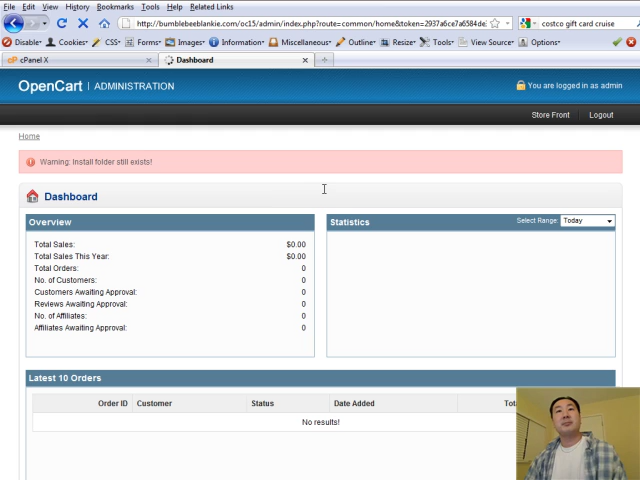 File Edit View History Bookmarks Tools Help Related Links
http://bumblebeeblankie.com/oc15/admin/index.php?route=common/home&token=2937a6ce7a6584de costco gift card cruise
Disable Cookies CSS Forms Images Information Miscellaneous Outline Resize Tools View Source Options
cPanel X Dashboard
OpenCart | ADMINISTRATION You are logged in as admin
Store Front Logout
Home
Warning: Install folder still exists!
Dashboard
Overview
Statistics Select Range: Today
Total Sales: $0.00
Total Sales This Year: $0.00
Total Orders: 0
No. of Customers: 0
Customers Awaiting Approval: 0
Reviews Awaiting Approval: 0
No. of Affiliates: 0
Affiliates Awaiting Approval: 0
Latest 10 Orders
Order ID Customer Status Date Added
No results!